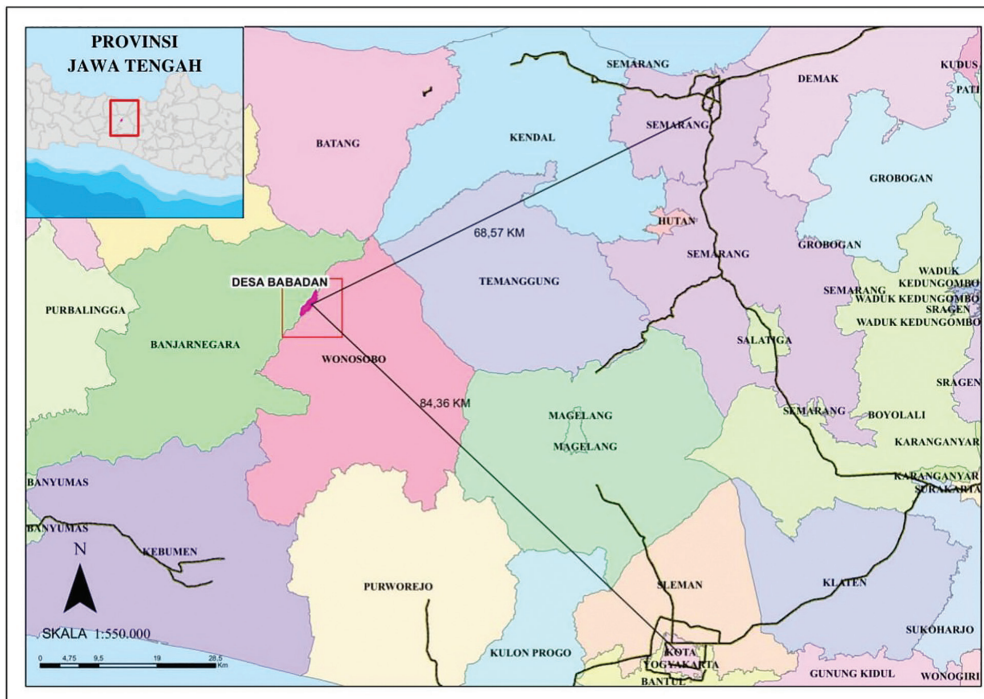 PROVINSI
JAWA TENGAH
SEMARANG
DEMAK
KUDUS
PATI
BATANG
KENDAL
SEMARANG
GROBOGAN
HUTAN
68,57 KM
GROBOGAN
SEMARANG
TEMANGGUNG
DESA BABADAN
WADUK
KEDUNGOMBO
SEMARANG
WADUK KEDUNGOMBO
SRAGEN
WADUK KEDUNGOMBO
PURBALINGGA
BANJARNEGARA
WONOSOBO
SALATIGA
SRAGEN
84,36 KM
MAGELANG
SEMARANG
BOYOLALI
MAGELANG
KARANGANYAR
BANYUMAS
KARANGANYAR
SURAKARTA
BANYUMAS
KEBUMEN
N
PURWOREJO
SLEMAN
KLATEN
SKALA 1:550.000
SUKOHARJO
KULON PROGO
KOTA
YOGYAKARTA
BANTUL
GUNUNG KIDUL
WONOGIRI
0 4,75 9,5 19 28,5
Km